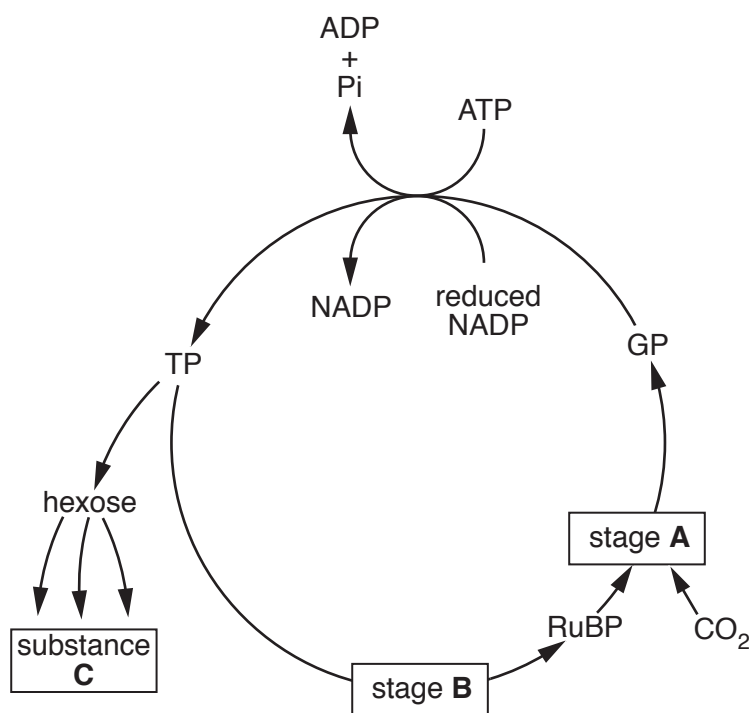 ADP
+
Pi
ATP
NADP
reduced
NADP
TP
GP
hexose
stage A
substance
C
RuBP
CO₂
stage B